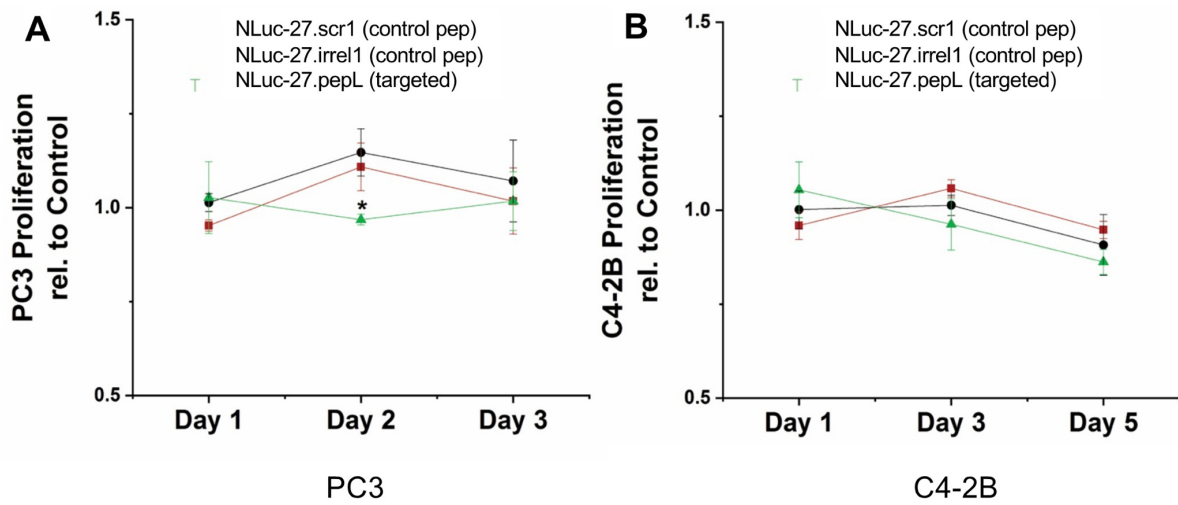 A
NLuc-27.scr1 (control pep)
NLuc-27.irrel1 (control pep)
NLuc-27.pepL (targeted)
1.5
1.0
0.5
PC3 Proliferation
rel. to Control
*
Day 1
Day 2
Day 3
PC3
B
NLuc-27.scr1 (control pep)
NLuc-27.irrel1 (control pep)
NLuc-27.pepL (targeted)
1.5
1.0
0.5
C4-2B Proliferation
rel. to Control
Day 1
Day 3
Day 5
C4-2B